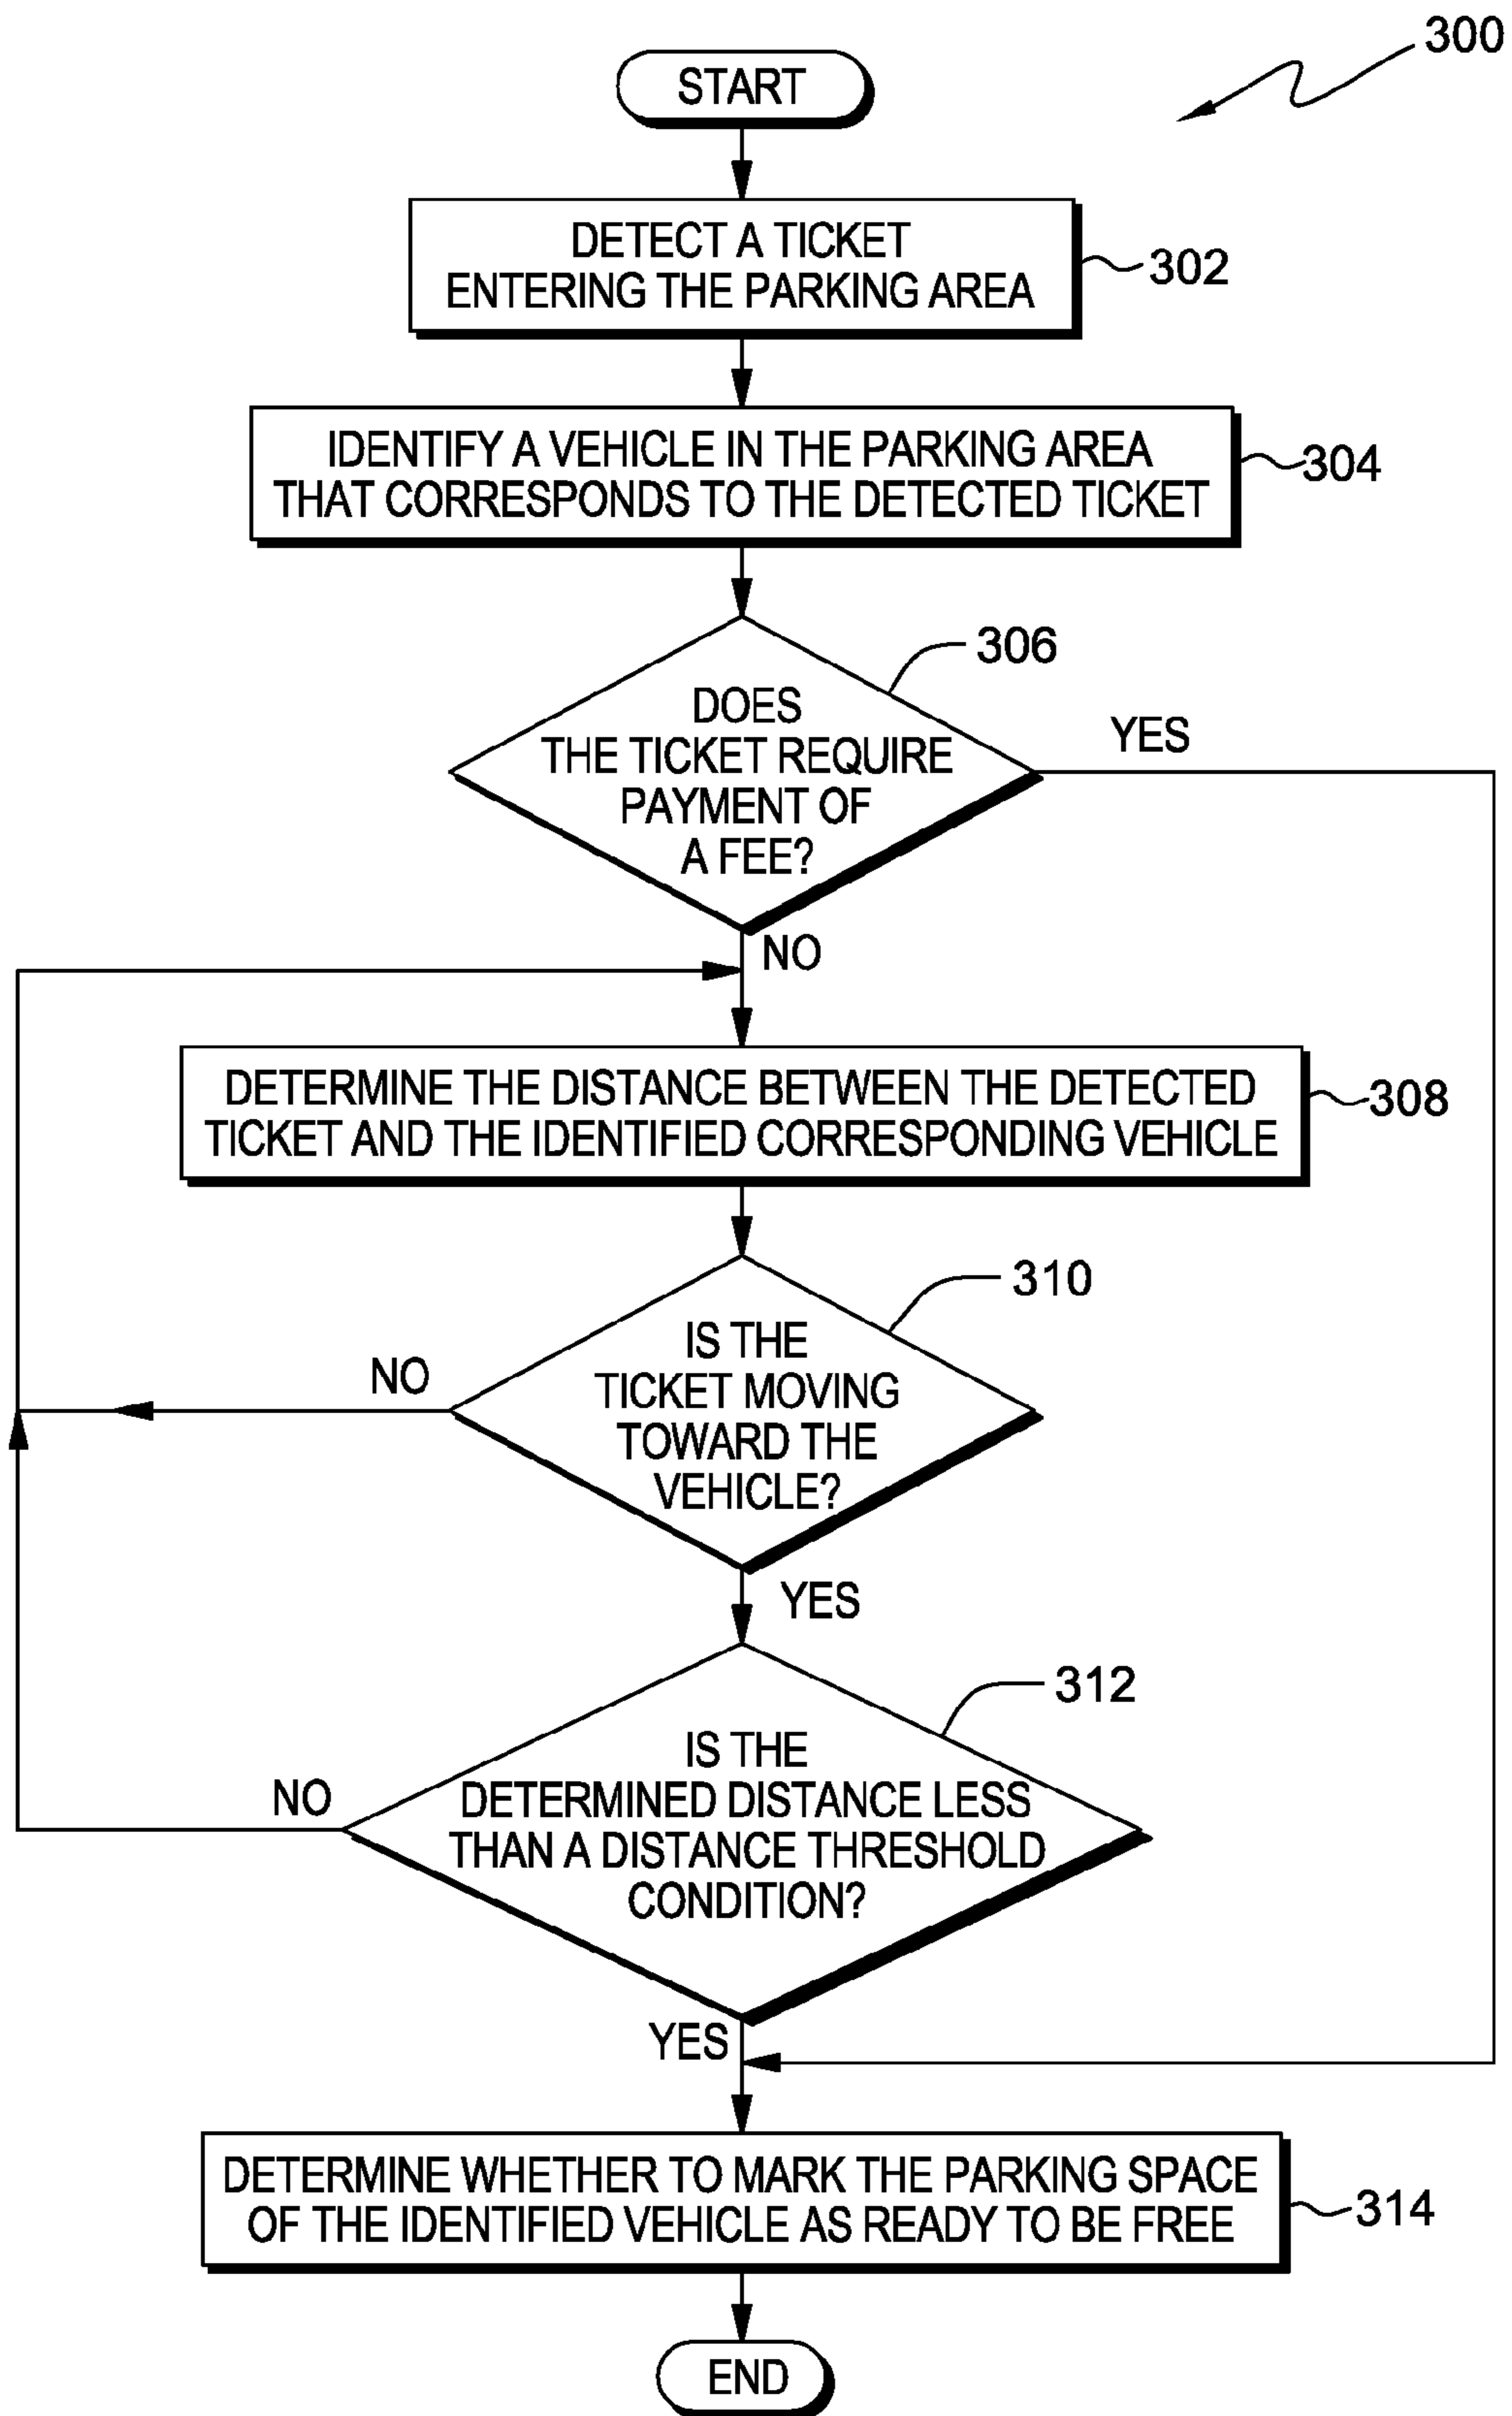 300
START
DETECT A TICKET
ENTERING THE PARKING AREA
302
IDENTIFY A VEHICLE IN THE PARKING AREA
THAT CORRESPONDS TO THE DETECTED TICKET
304
306
DOES
THE TICKET REQUIRE
PAYMENT OF
A FEE?
YES
NO
DETERMINE THE DISTANCE BETWEEN THE DETECTED
TICKET AND THE IDENTIFIED CORRESPONDING VEHICLE
308
310
IS THE
TICKET MOVING
TOWARD THE
VEHICLE?
NO
YES
312
IS THE
DETERMINED DISTANCE LESS
THAN A DISTANCE THRESHOLD
CONDITION?
NO
YES
DETERMINE WHETHER TO MARK THE PARKING SPACE
OF THE IDENTIFIED VEHICLE AS READY TO BE FREE
314
END